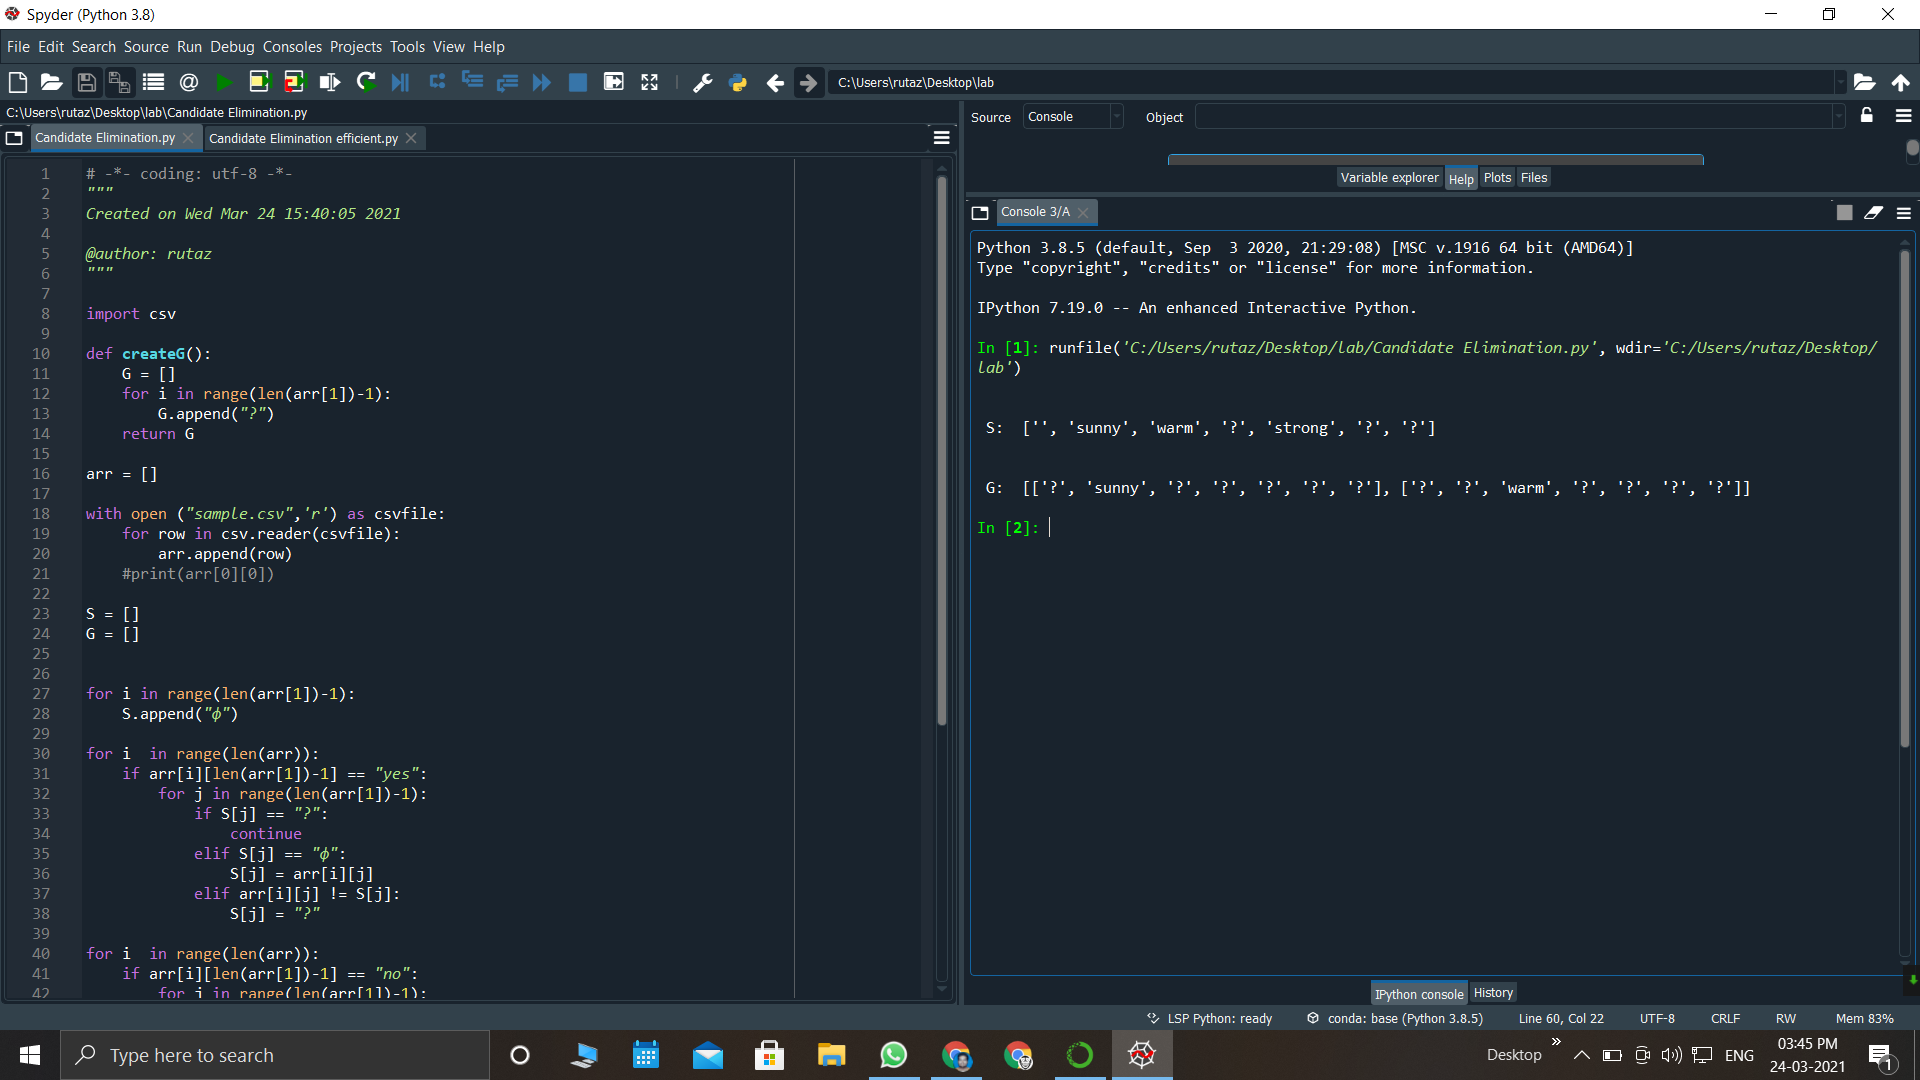 Spyder (Python 3.8)
File Edit Search Source Run Debug Consoles Projects Tools View Help
C:\Users\rutaz\Desktop\lab
C:\Users\rutaz\Desktop\lab\Candidate Elimination.py
Candidate Elimination.py
Candidate Elimination efficient.py
1 # -*- coding: utf-8 -*-
2 """
3 Created on Wed Mar 24 15:40:05 2021
4
5 @author: rutaz
6 """
7
8 import csv
9
10 def createG():
11     G = []
12     for i in range(len(arr[1])-1):
13         G.append("?")
14     return G
15
16 arr = []
17
18 with open ("sample.csv",'r') as csvfile:
19     for row in csv.reader(csvfile):
20         arr.append(row)
21     #print(arr[0][0])
22
23 S = []
24 G = []
25
26
27 for i in range(len(arr[1])-1):
28     S.append("ϕ")
29
30 for i  in range(len(arr)):
31     if arr[i][len(arr[1])-1] == "yes":
32         for j in range(len(arr[1])-1):
33             if S[j] == "?":
34                 continue
35             elif S[j] == "ϕ":
36                 S[j] = arr[i][j]
37             elif arr[i][j] != S[j]:
38                 S[j] = "?"
39
40 for i  in range(len(arr)):
41     if arr[i][len(arr[1])-1] == "no":
42         for j in range(len(arr[1])-1):
Source Console Object
Variable explorer Help Plots Files
Console 3/A
Python 3.8.5 (default, Sep  3 2020, 21:29:08) [MSC v.1916 64 bit (AMD64)]
Type "copyright", "credits" or "license" for more information.
IPython 7.19.0 -- An enhanced Interactive Python.
In [1]: runfile('C:/Users/rutaz/Desktop/lab/Candidate Elimination.py', wdir='C:/Users/rutaz/Desktop/
lab')
S:  ['', 'sunny', 'warm', '?', 'strong', '?', '?']
G:  [['?', 'sunny', '?', '?', '?', '?', '?'], ['?', '?', 'warm', '?', '?', '?', '?']]
In [2]:
IPython console History
LSP Python: ready conda: base (Python 3.8.5) Line 60, Col 22 UTF-8 CRLF RW Mem 83%
Type here to search
Desktop » ENG
03:45 PM
24-03-2021
1